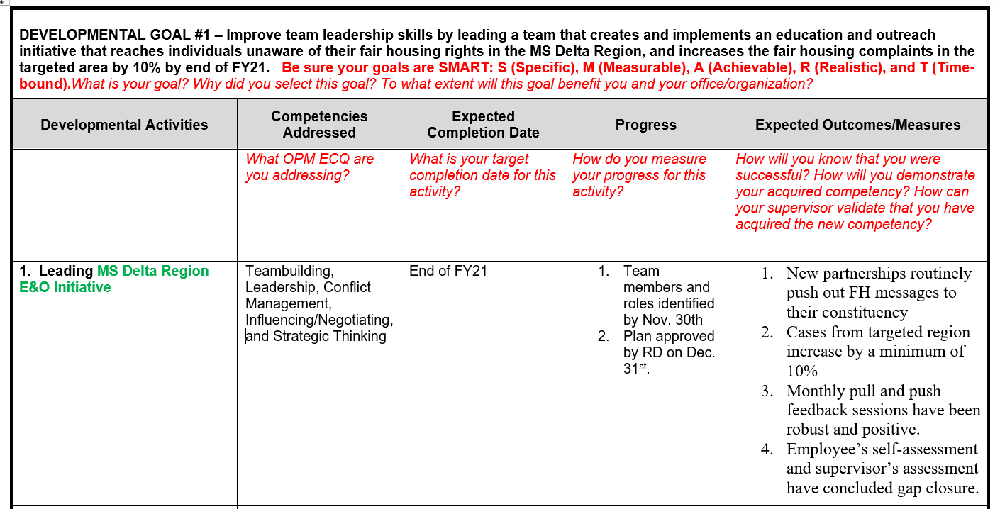 DEVELOPMENTAL GOAL #1 – Improve team leadership skills by leading a team that creates and implements an education and outreach
initiative that reaches individuals unaware of their fair housing rights in the MS Delta Region, and increases the fair housing complaints in the
targeted area by 10% by end of FY21. Be sure your goals are SMART: S (Specific), M (Measurable), A (Achievable), R (Realistic), and T (Time-
bound).What is your goal? Why did you select this goal? To what extent will this goal benefit you and your office/organization?
Developmental Activities
Competencies
Addressed
Expected
Completion Date
Progress
Expected Outcomes/Measures
What OPM ECQ are
you addressing?
What is your target
completion date for this
activity?
How do you measure
your progress for this
activity?
How will you know that you were
successful? How will you demonstrate
your acquired competency? How can
your supervisor validate that you have
acquired the new competency?
1. Leading MS Delta Region
E&O Initiative
Teambuilding,
Leadership, Conflict
Management,
Influencing/Negotiating,
and Strategic Thinking
End of FY21
1. Team
members and
roles identified
by Nov. 30th
2. Plan approved
by RD on Dec.
31st.
1. New partnerships routinely
push out FH messages to
their constituency
2. Cases from targeted region
increase by a minimum of
10%
3. Monthly pull and push
feedback sessions have been
robust and positive.
4. Employee’s self-assessment
and supervisor’s assessment
have concluded gap closure.